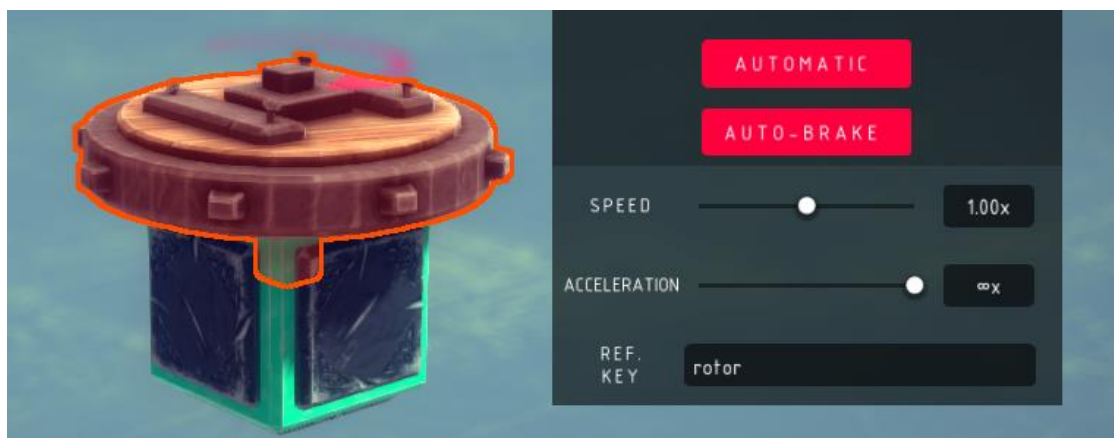 AUTOMATIC
AUTO-BRAKE
SPEED
1.00x
ACCELERATION
∞x
REF.
KEY
rotor